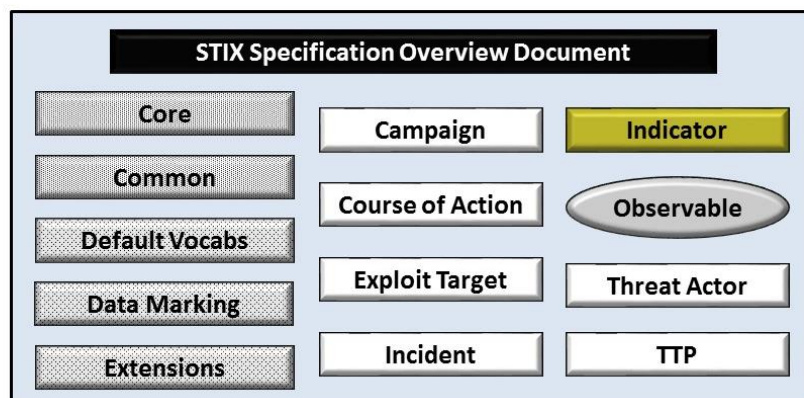 STIX Specification Overview Document
Core
Common
Default Vocabs
Data Marking
Extensions
Campaign
Course of Action
Exploit Target
Incident
Indicator
Observable
Threat Actor
TTP